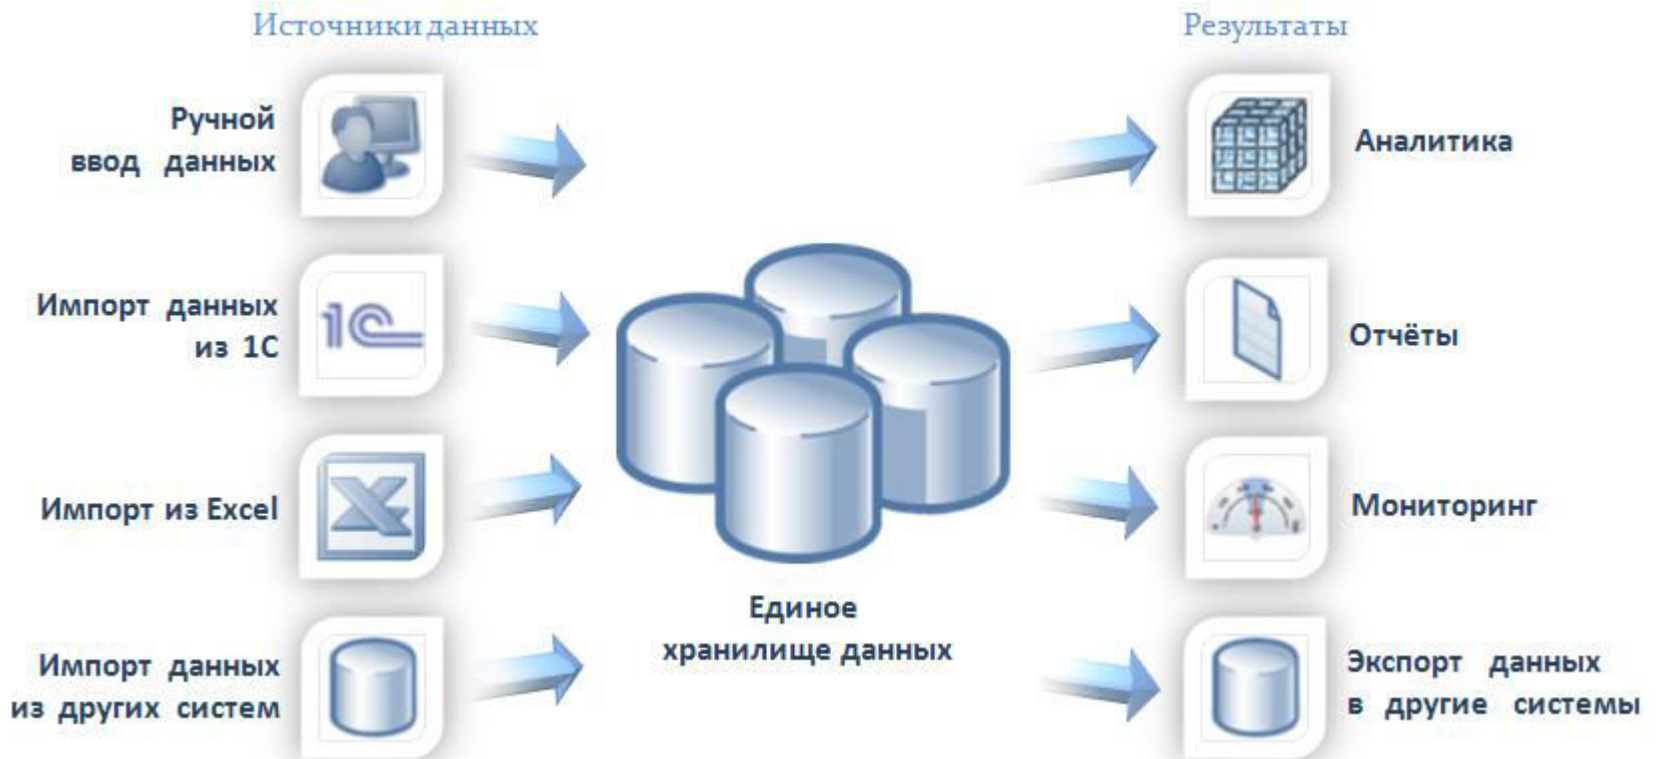 Источники данных
Результаты
Ручной
ввод данных
Аналитика
Импорт данных
из 1С
1С
Отчёты
Импорт из Excel
Мониторинг
Единое
хранилище данных
Импорт данных
из других систем
Экспорт данных
в другие системы